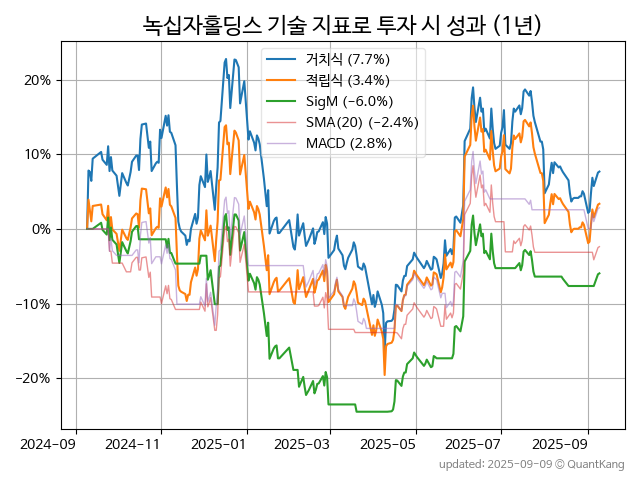 녹십자홀딩스 기술 지표로 투자 시 성과 (1년)
거치식 (7.7%)
적립식 (3.4%)
SigM (−6.0%)
SMA(20) (−2.4%)
MACD (2.8%)
20%
10%
0%
−10%
−20%
2024-09
2024-11
2025-01
2025-03
2025-05
2025-07
2025-09
updated: 2025-09-09 © QuantKang